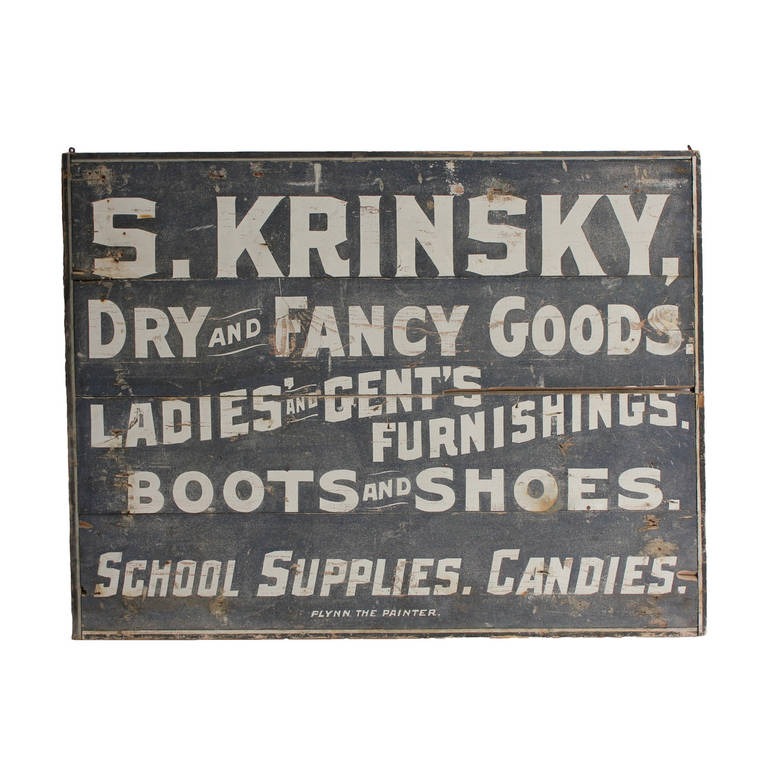 S. KRINSKY,
DRY AND FANCY GOODS.
LADIES' AND GENT'S
FURNISHINGS.
BOOTS AND SHOES.
SCHOOL SUPPLIES. CANDIES.
FLYNN. THE PAINTER.